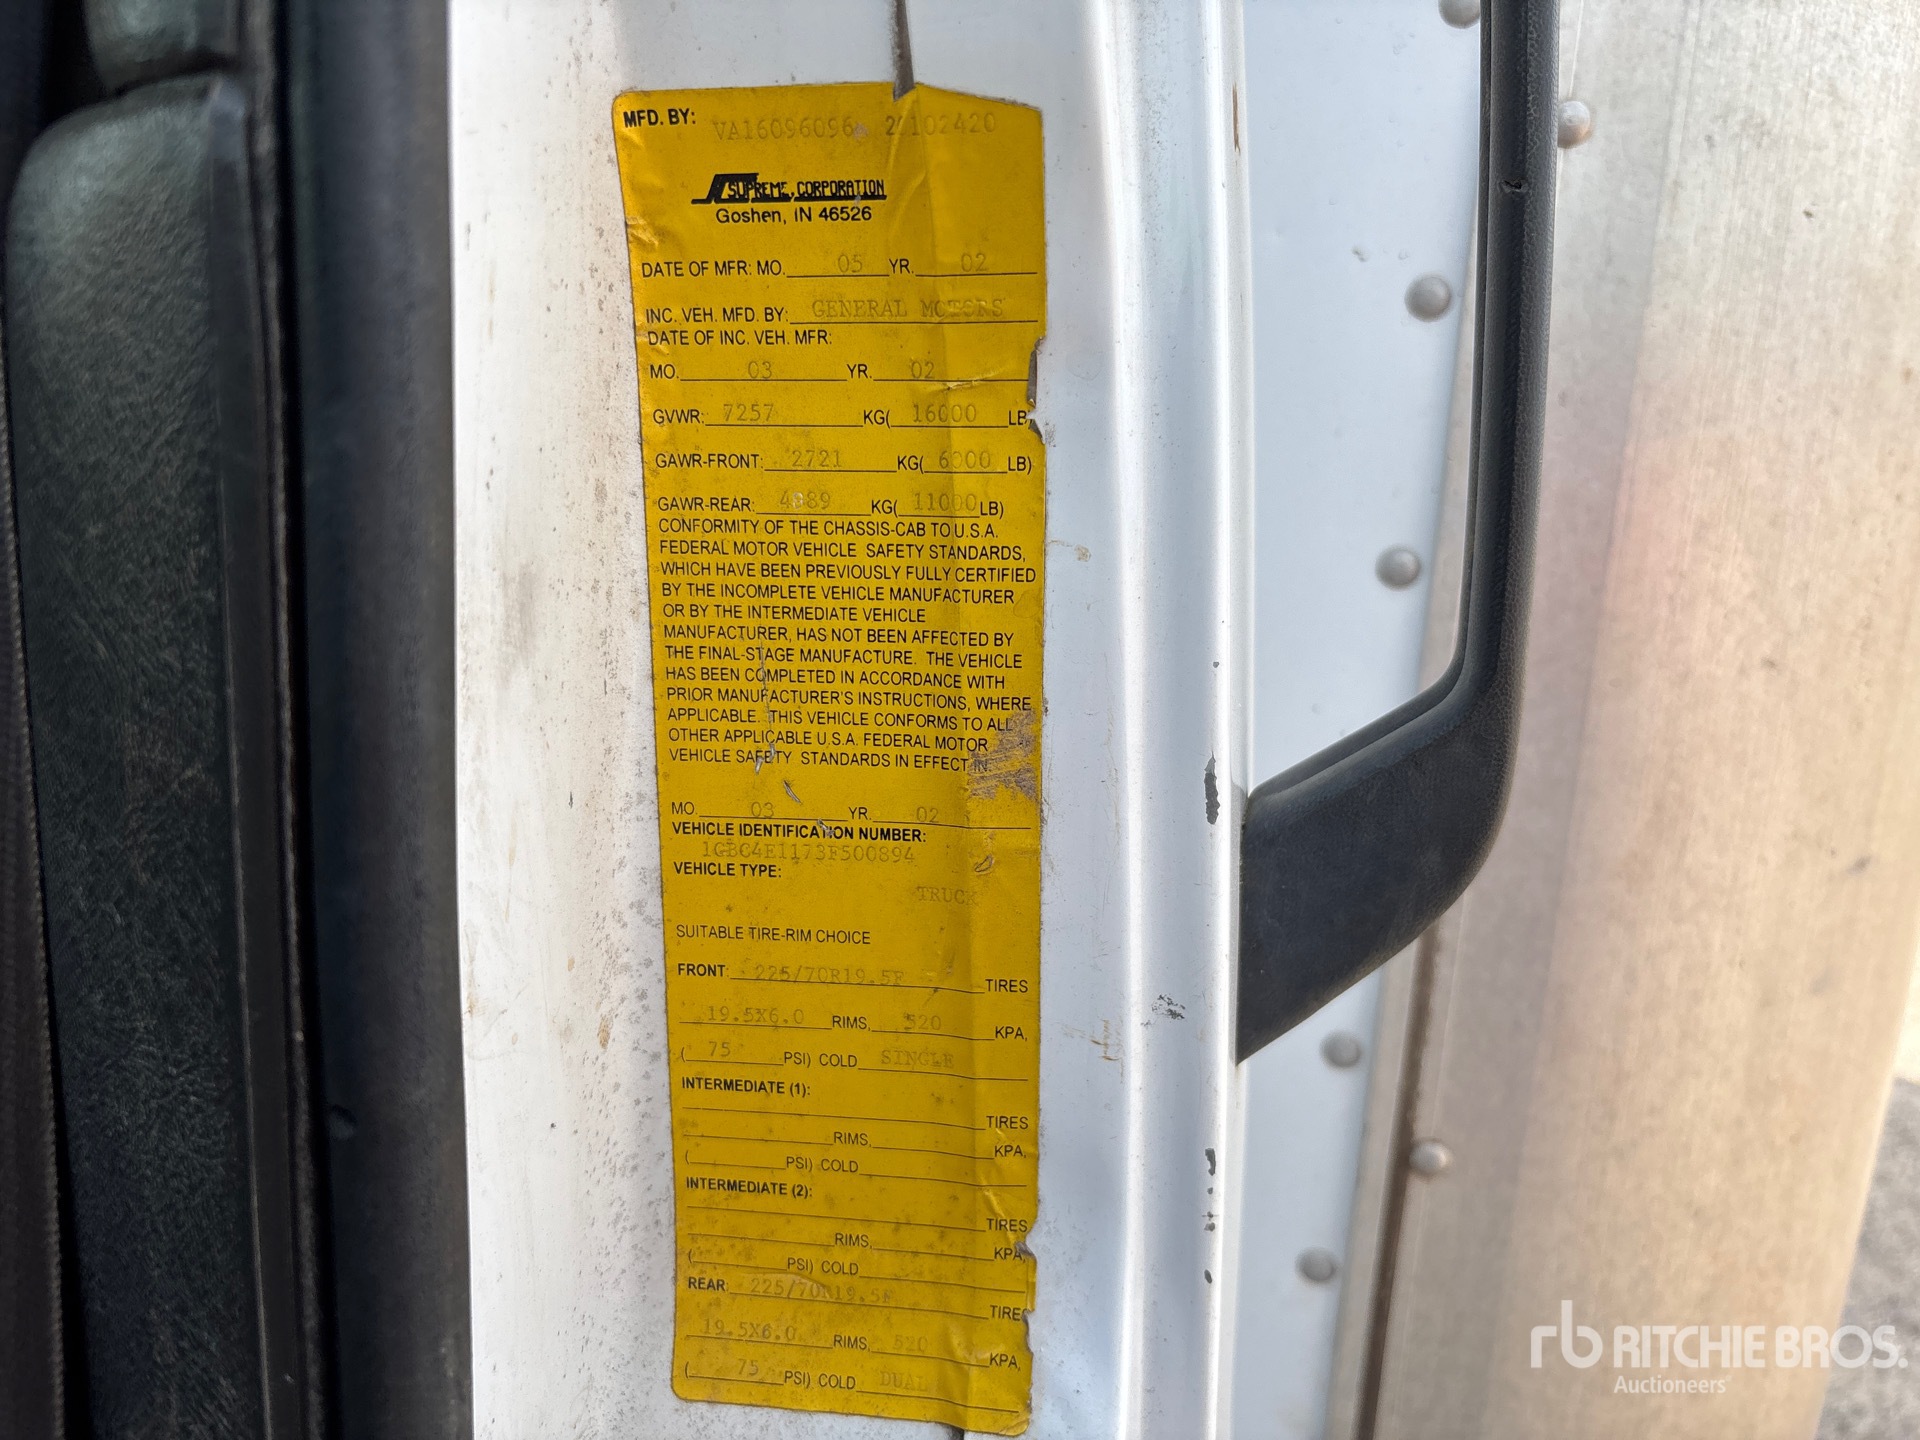 MFD. BY: VA16096096 102420
SUPREME CORPORATION
Goshen, IN 46526
DATE OF MFR: MO. 05 YR. 02
INC. VEH. MFD. BY: GENERAL MOTORS
DATE OF INC. VEH. MFR:
MO. 03 YR. 02
GVWR: 7257 KG( 16000 LB)
GAWR-FRONT: 2721 KG( 6000 LB)
GAWR-REAR: 4989 KG( 11000 LB)
CONFORMITY OF THE CHASSIS-CAB TO U.S.A.
FEDERAL MOTOR VEHICLE SAFETY STANDARDS,
WHICH HAVE BEEN PREVIOUSLY FULLY CERTIFIED
BY THE INCOMPLETE VEHICLE MANUFACTURER
OR BY THE INTERMEDIATE VEHICLE
MANUFACTURER, HAS NOT BEEN AFFECTED BY
THE FINAL-STAGE MANUFACTURE. THE VEHICLE
HAS BEEN COMPLETED IN ACCORDANCE WITH
PRIOR MANUFACTURER'S INSTRUCTIONS, WHERE
APPLICABLE. THIS VEHICLE CONFORMS TO ALL
OTHER APPLICABLE U.S.A. FEDERAL MOTOR
VEHICLE SAFETY STANDARDS IN EFFECT IN:
MO. 03 YR. 02
VEHICLE IDENTIFICATION NUMBER:
1GBC4E1173F500894
VEHICLE TYPE:
TRUCK
SUITABLE TIRE-RIM CHOICE
FRONT: 225/70R19.5F TIRES
19.5X6.0 RIMS, 520 KPA,
( 75 PSI) COLD SINGLE
INTERMEDIATE (1):
TIRES
RIMS, KPA,
( PSI) COLD
INTERMEDIATE (2):
TIRES
RIMS, KPA,
( PSI) COLD
REAR: 225/70R19.5F TIRES
19.5X6.0 RIMS, 520 KPA,
( 75 PSI) COLD DUAL
rb RITCHIE BROS.
Auctioneers